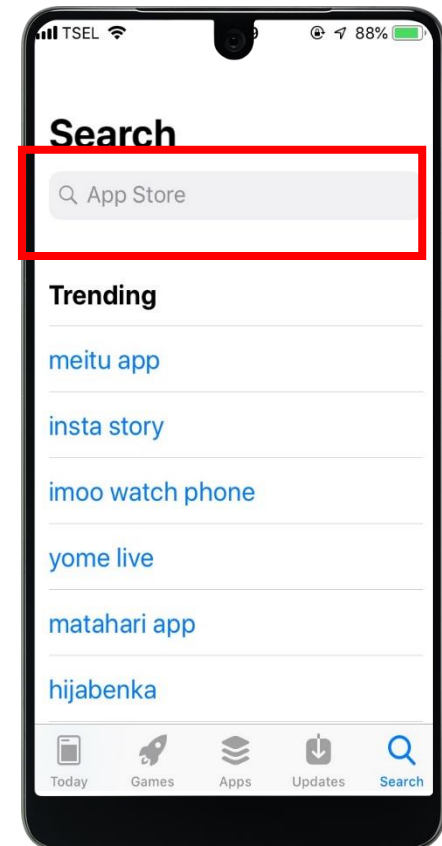 TSEL 88%
Search
App Store
Trending
meitu app
insta story
imoo watch phone
yome live
matahari app
hijabenka
Today Games Apps Updates Search